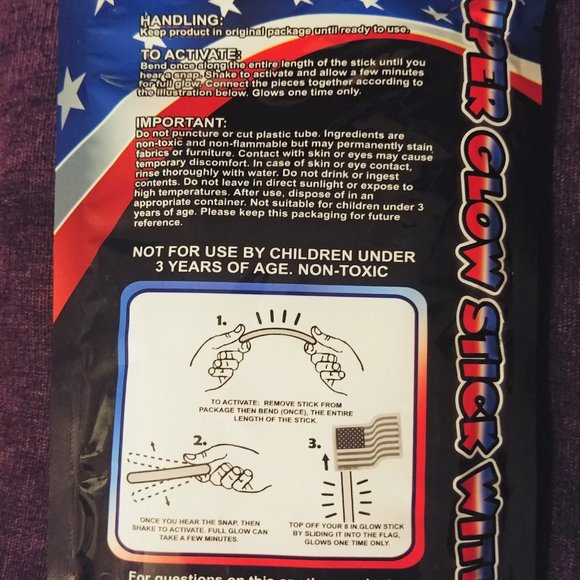 HANDLING:
Keep product in original package until ready to use.
TO ACTIVATE:
Bend once along the entire length of the stick until you
hear a snap. Shake to activate and allow a few minutes
for full glow. Connect the pieces together according to
the illustration below. Glows one time only.
IMPORTANT:
Do not puncture or cut plastic tube. Ingredients are
non-toxic and non-flammable but may permanently stain
fabrics or furniture. Contact with skin or eyes may cause
temporary discomfort. In case of skin or eye contact,
rinse thoroughly with water. Do not drink or ingest
contents. Do not leave in direct sunlight or expose to
high temperatures. After use, dispose of in an
appropriate container. Not suitable for children under 3
years of age. Please keep this packaging for future
reference.
NOT FOR USE BY CHILDREN UNDER
3 YEARS OF AGE. NON-TOXIC
1.
TO ACTIVATE: REMOVE STICK FROM
PACKAGE THEN BEND (ONCE), THE ENTIRE
LENGTH OF THE STICK.
2.
ONCE YOU HEAR THE SNAP, THEN
SHAKE TO ACTIVATE. FULL GLOW CAN
TAKE A FEW MINUTES.
3.
TOP OFF YOUR 8 IN.GLOW STICK
BY SLIDING IT INTO THE FLAG,
GLOWS ONE TIME ONLY.
For questions on this
UPER GLOW STICK WIN